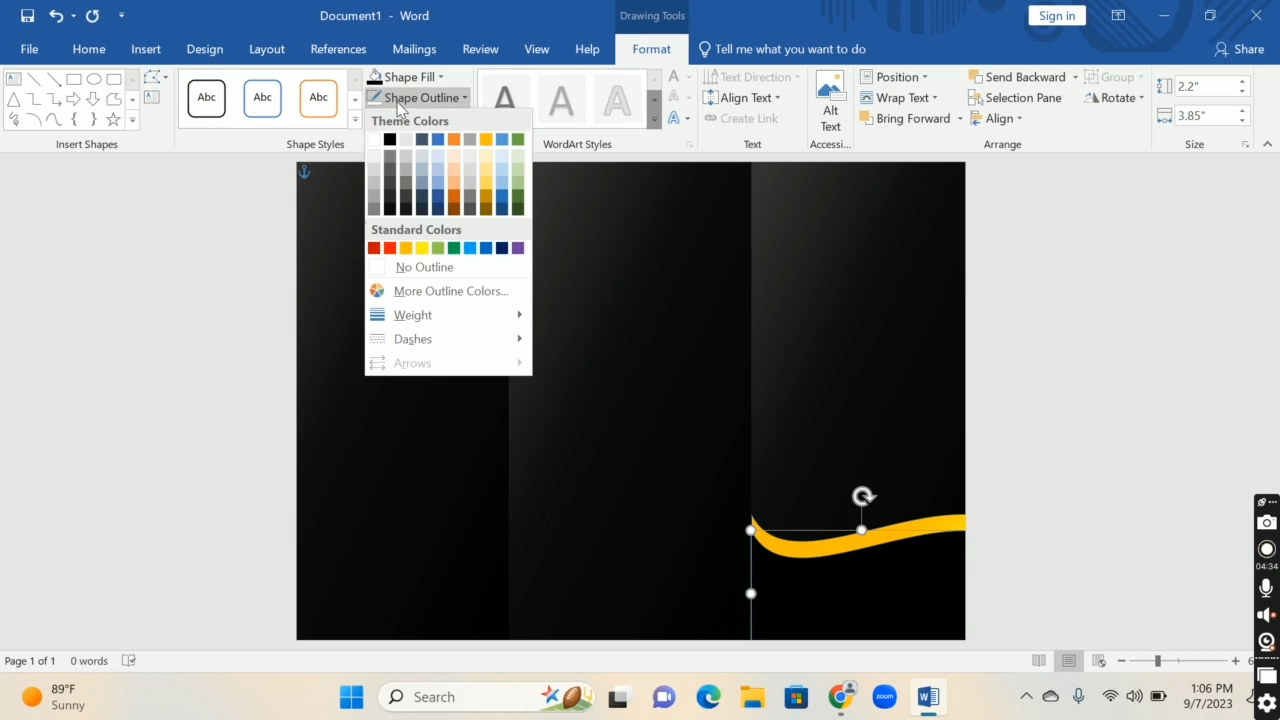 Document1 - Word
Drawing Tools
Sign in
File Home Insert Design Layout References Mailings Review View Help Format Tell me what you want to do Share
Shape Fill Text Direction Position Send Backward Group 2.2"
Abc Abc Abc Shape Outline A A A A Align Text Alt Text Wrap Text Selection Pane Rotate
Create Link Bring Forward Align 3.85"
Insert Shapes Shape Styles WordArt Styles Text Accessi... Arrange Size
Theme Colors
Standard Colors
No Outline
More Outline Colors...
Weight
Dashes
Arrows
04:34
Page 1 of 1 0 words
89°F
Sunny
Search
zoom
1:06 PM
9/7/2023